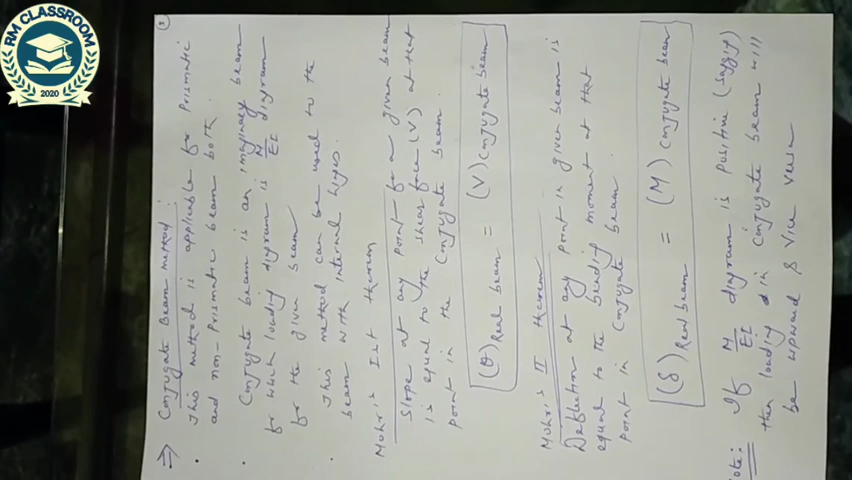 RM CLASSROOM
2020
⇒ Conjugate Beam method :
• This method is applicable for Prismatic
and non-Prismatic beam both.
• Conjugate beam is an imaginary beam
for which loading diagram is M/EI diagram
for the given beam
• This method can be used to the
beam with internal hinges.
Mohr's Ist theorem
Slope at any point for a given beam
is equal to the shear force (V) at that
point in the conjugate beam.
(θ)Real beam = (V)conjugate beam
Mohr's II theorem
Deflection at any point in given beam is
equal to the bending moment at that
point in conjugate beam.
(δ)Real beam = (M)conjugate beam
Note: If M/EI diagram is positive (sagging)
then loading in conjugate beam will
be upward & vice versa